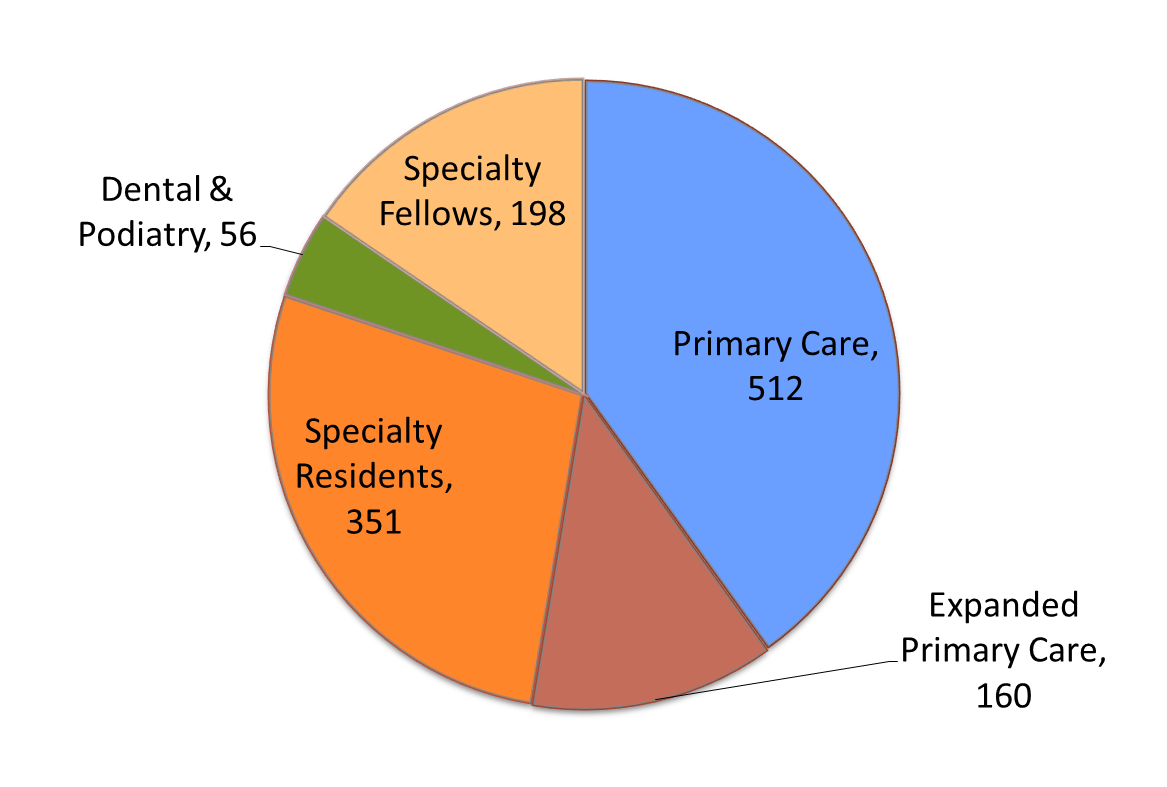 Specialty
Fellows, 198
Dental &
Podiatry, 56
Primary Care,
512
Specialty
Residents,
351
Expanded
Primary Care,
160